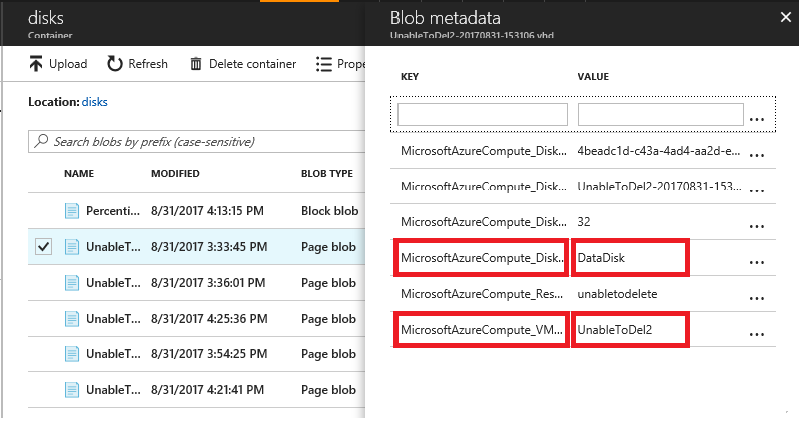 disks
Container
Upload
Refresh
Delete container
Prope
Location: disks
Search blobs by prefix (case-sensitive)
NAME MODIFIED BLOB TYPE
Percenti... 8/31/2017 4:13:15 PM Block blob
UnableT... 8/31/2017 3:33:45 PM Page blob
UnableT... 8/31/2017 3:36:01 PM Page blob
UnableT... 8/31/2017 4:25:36 PM Page blob
UnableT... 8/31/2017 3:54:25 PM Page blob
UnableT... 8/31/2017 4:21:41 PM Page blob
Blob metadata
UnableToDel2-20170831-153106.vhd
KEY VALUE
...
MicrosoftAzureCompute_Disk... 4beadc1d-c43a-4ad4-aa2d-e... ...
MicrosoftAzureCompute_Disk... UnableToDel2-20170831-153... ...
MicrosoftAzureCompute_Disk... 32 ...
MicrosoftAzureCompute_Disk... DataDisk ...
MicrosoftAzureCompute_Res... unabletodelete ...
MicrosoftAzureCompute_VM... UnableToDel2 ...